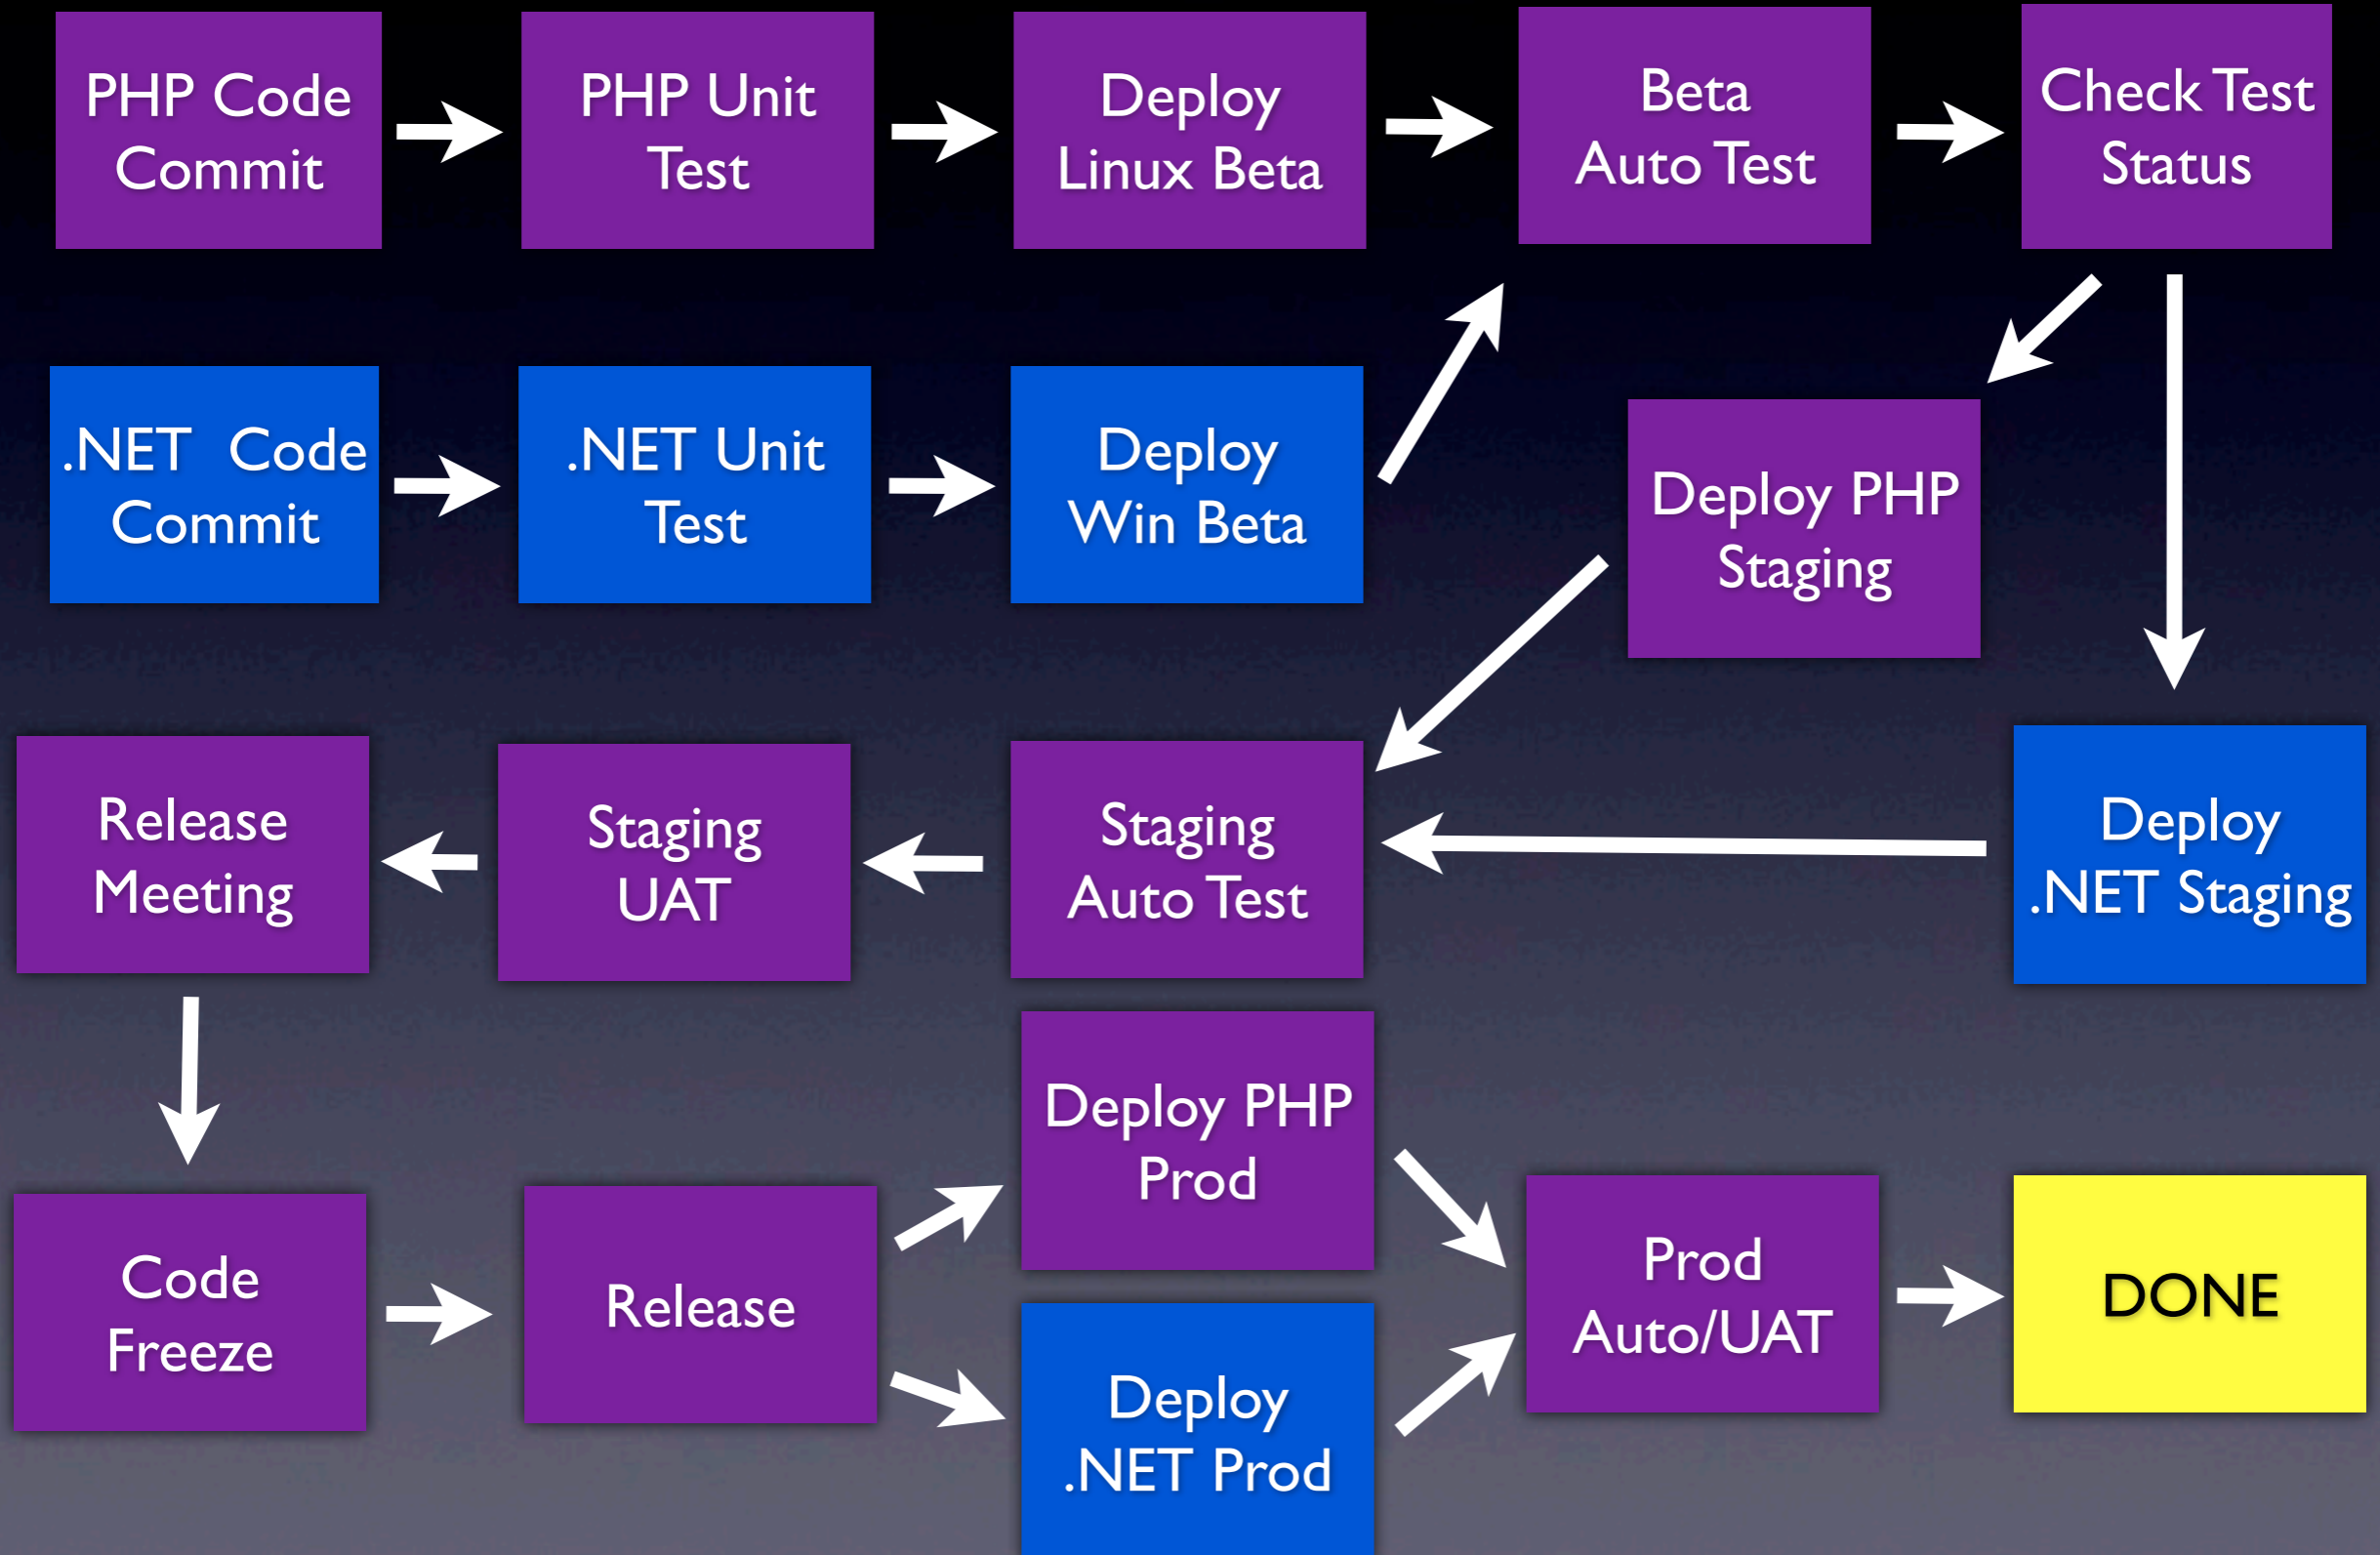 PHP Code
Commit
PHP Unit
Test
Deploy
Linux Beta
Beta
Auto Test
Check Test
Status
.NET  Code
Commit
.NET Unit
Test
Deploy
Win Beta
Deploy PHP
Staging
Release
Meeting
Staging
UAT
Staging
Auto Test
Deploy
.NET Staging
Code
Freeze
Release
Deploy PHP
Prod
Deploy
.NET Prod
Prod
Auto/UAT
DONE